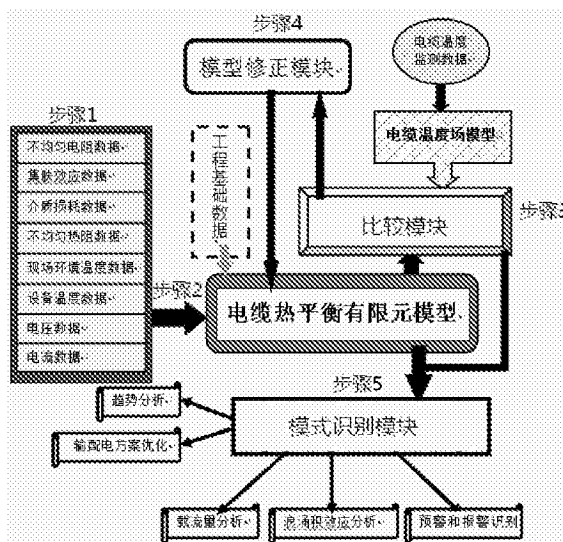 步骤4
模型修正模块
电缆温度
监测数据
步骤1
不均匀电阻数据
集肤效应数据
介质损耗数据
不均匀热阻数据
现场环境温度数据
设备温度数据
电压数据
电流数据
工程基础数据
电缆温度场模型
步骤3
比较模块
步骤2
电缆热平衡有限元模型
步骤5
趋势分析
模式识别模块
输配电方案优化
载流量分析
浪涌积效应分析
预警和报警识别